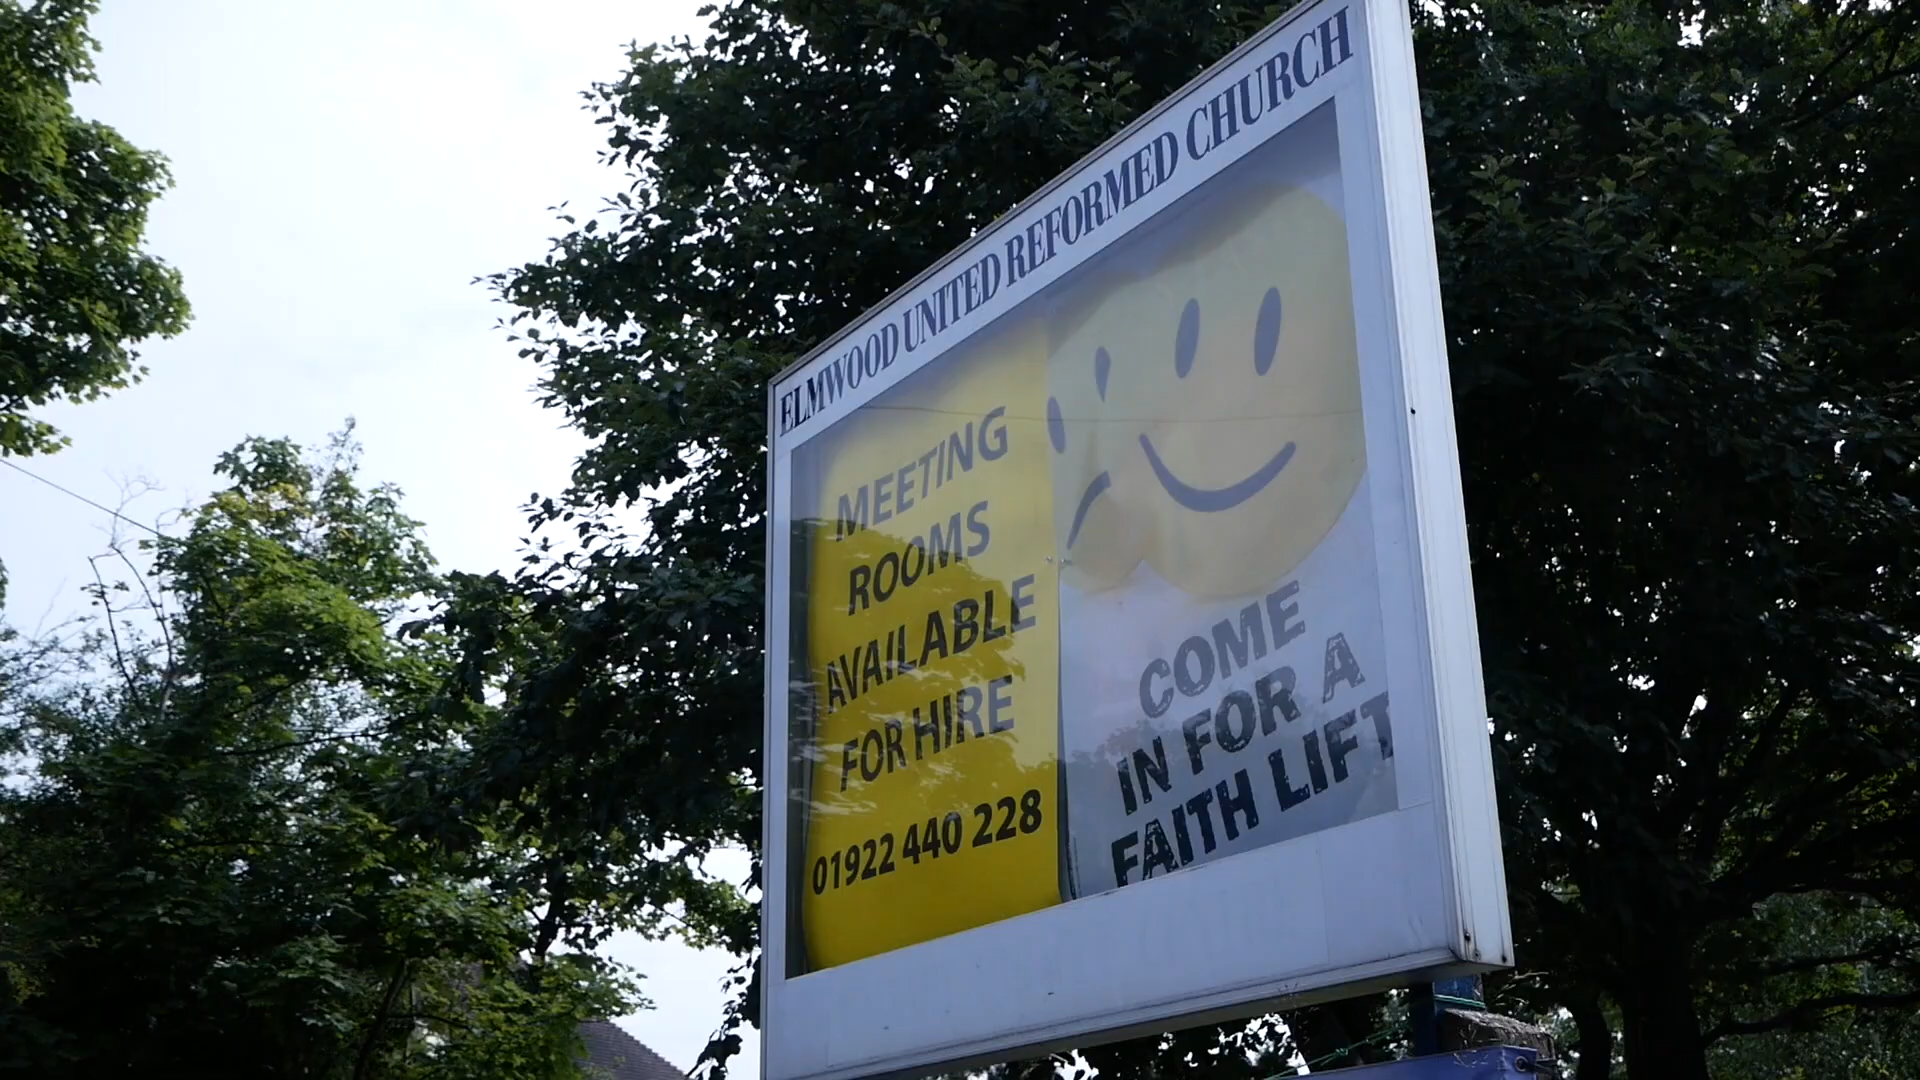 ELMWOOD UNITED REFORMED CHURCH
MEETING
ROOMS
AVAILABLE
FOR HIRE
01922 440 228
COME
IN FOR A
FAITH LIFT